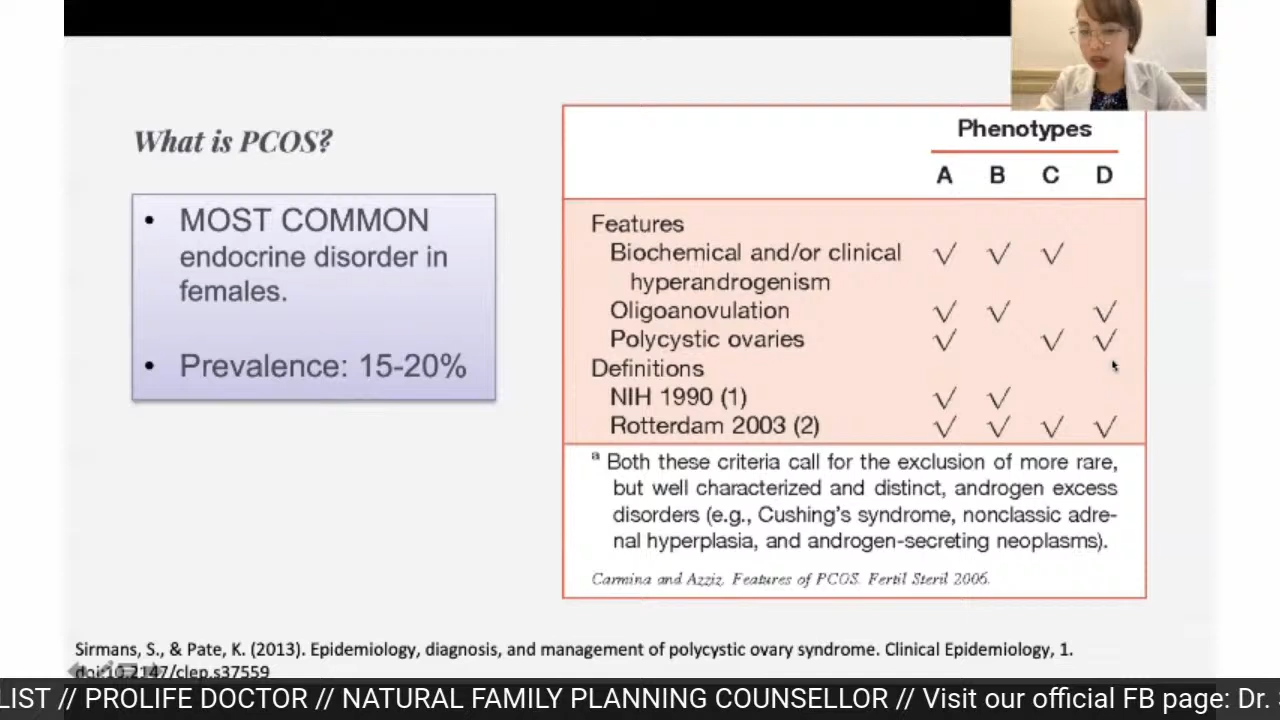 What is PCOS?
• MOST COMMON
endocrine disorder in
females.
• Prevalence: 15-20%
Phenotypes
A B C D
Features
Biochemical and/or clinical √ √ √
hyperandrogenism
Oligoanovulation √ √ √
Polycystic ovaries √ √ √
Definitions
NIH 1990 (1) √ √
Rotterdam 2003 (2) √ √ √ √
a Both these criteria call for the exclusion of more rare,
but well characterized and distinct, androgen excess
disorders (e.g., Cushing's syndrome, nonclassic adre-
nal hyperplasia, and androgen-secreting neoplasms).
Carmina and Azziz. Features of PCOS. Fertil Steril 2006.
Sirmans, S., & Pate, K. (2013). Epidemiology, diagnosis, and management of polycystic ovary syndrome. Clinical Epidemiology, 1.
doi:10.2147/clep.s37559
LIST // PROLIFE DOCTOR // NATURAL FAMILY PLANNING COUNSELLOR // Visit our official FB page: Dr.